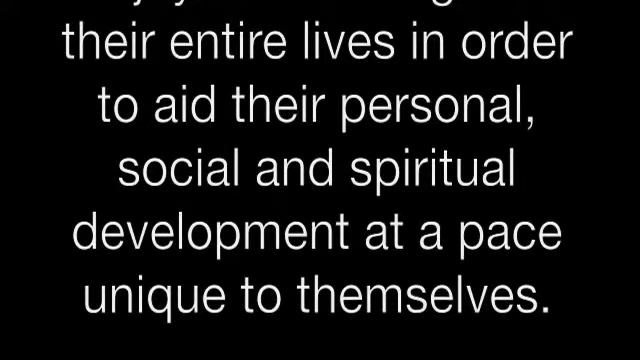 their entire lives in order
to aid their personal,
social and spiritual
development at a pace
unique to themselves.